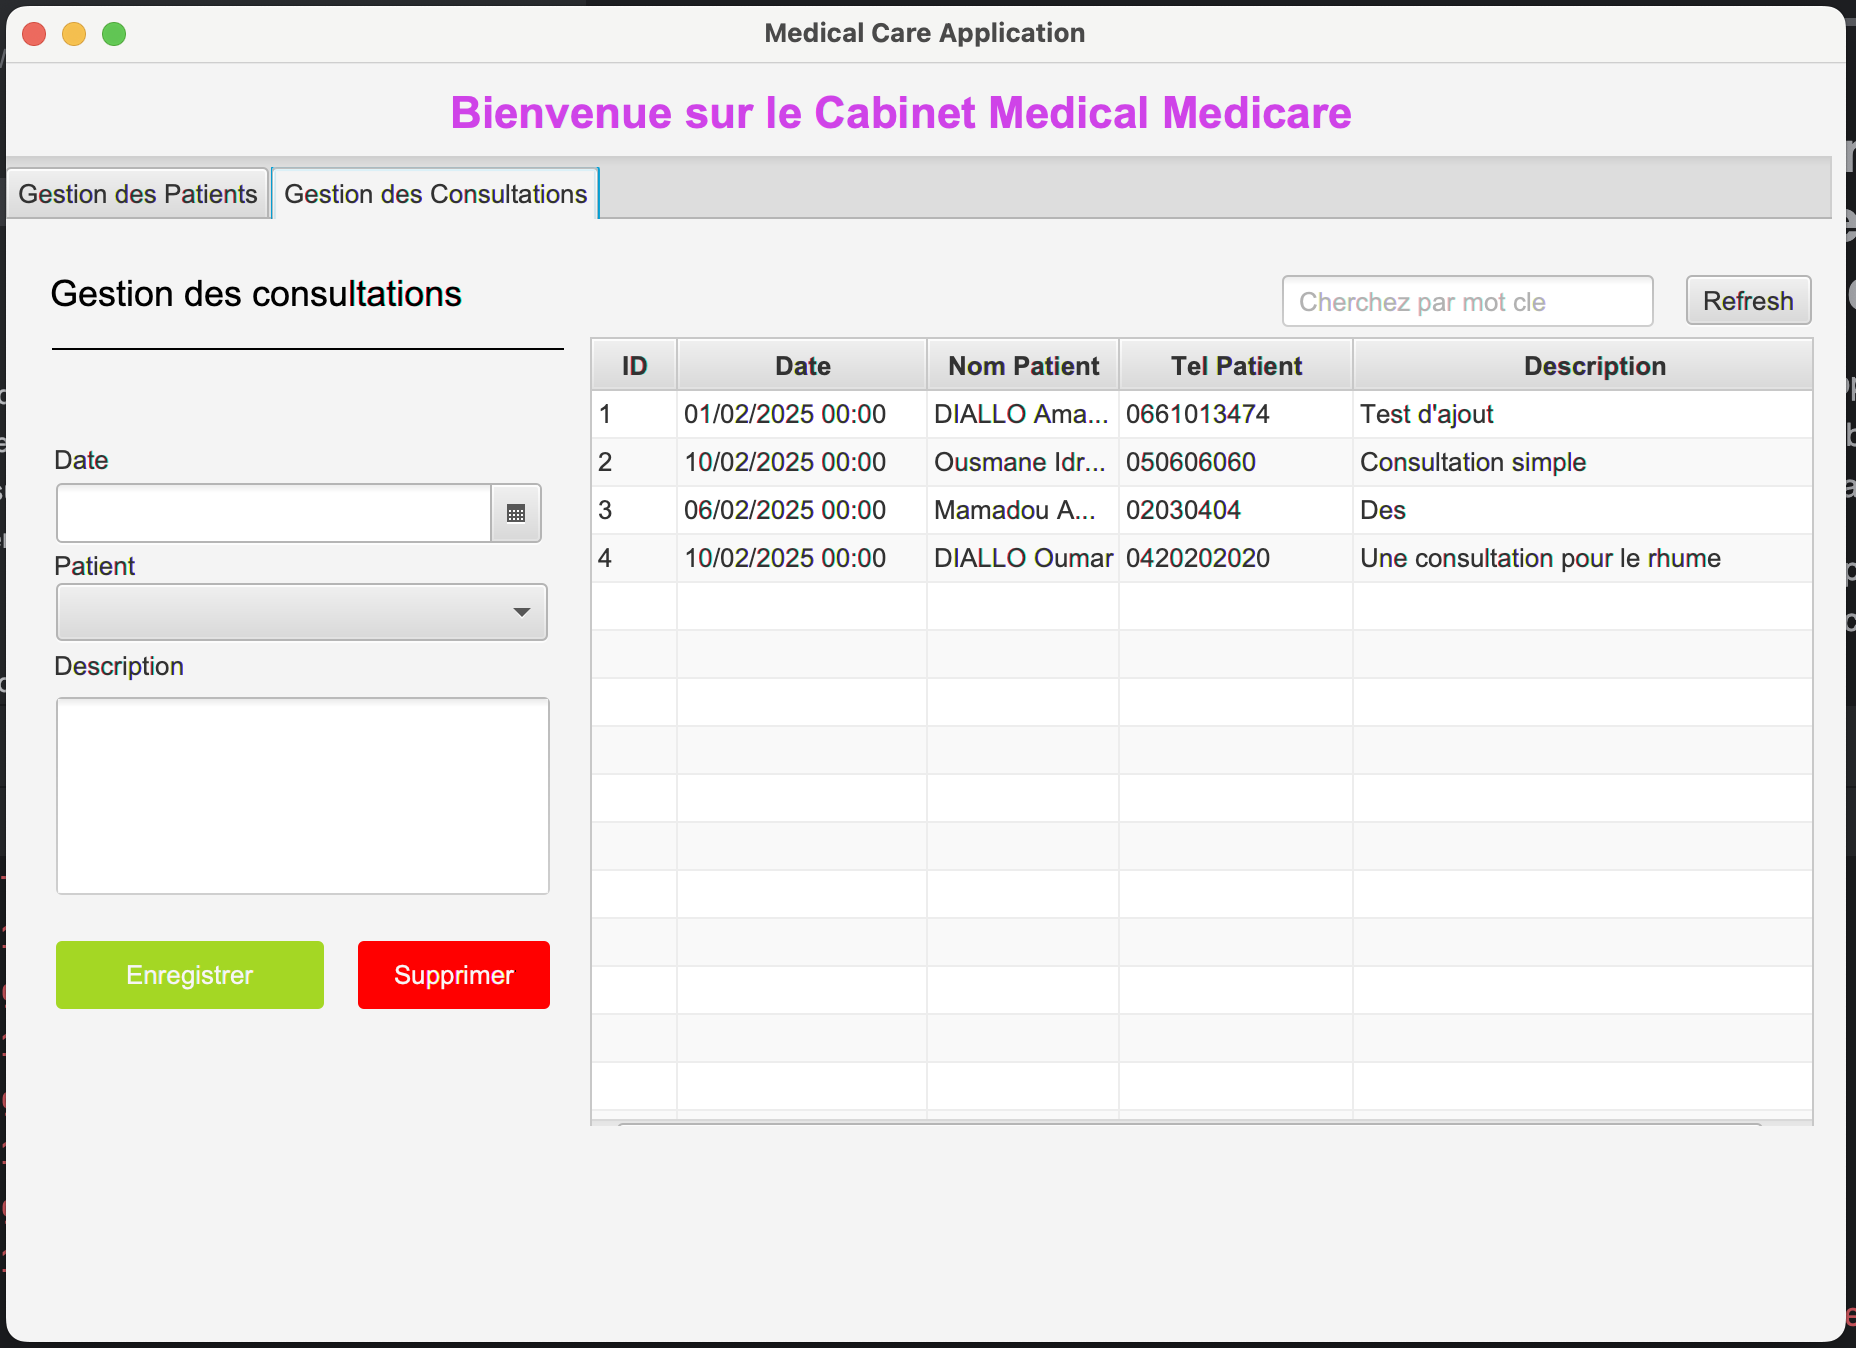 Medical Care Application
Bienvenue sur le Cabinet Medical Medicare
Gestion des Patients Gestion des Consultations
Gestion des consultations
Cherchez par mot cle Refresh
Date
Patient
Description
Enregistrer Supprimer
ID Date Nom Patient Tel Patient Description
1 01/02/2025 00:00 DIALLO Ama... 0661013474 Test d'ajout
2 10/02/2025 00:00 Ousmane Idr... 050606060 Consultation simple
3 06/02/2025 00:00 Mamadou A... 02030404 Des
4 10/02/2025 00:00 DIALLO Oumar 0420202020 Une consultation pour le rhume